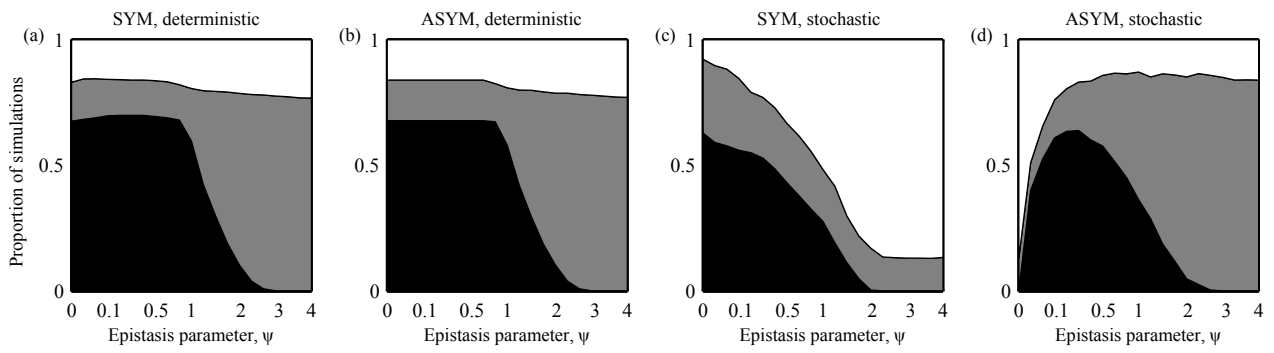 SYM, deterministic
ASYM, deterministic
SYM, stochastic
ASYM, stochastic
(a)
(b)
(c)
(d)
Proportion of simulations
1
0.5
0
0 0.1 0.5 1 2 3 4
Epistasis parameter, ψ
1
0.5
0
0 0.1 0.5 1 2 3 4
Epistasis parameter, ψ
1
0.5
0
0 0.1 0.5 1 2 3 4
Epistasis parameter, ψ
1
0.5
0
0 0.1 0.5 1 2 3 4
Epistasis parameter, ψ